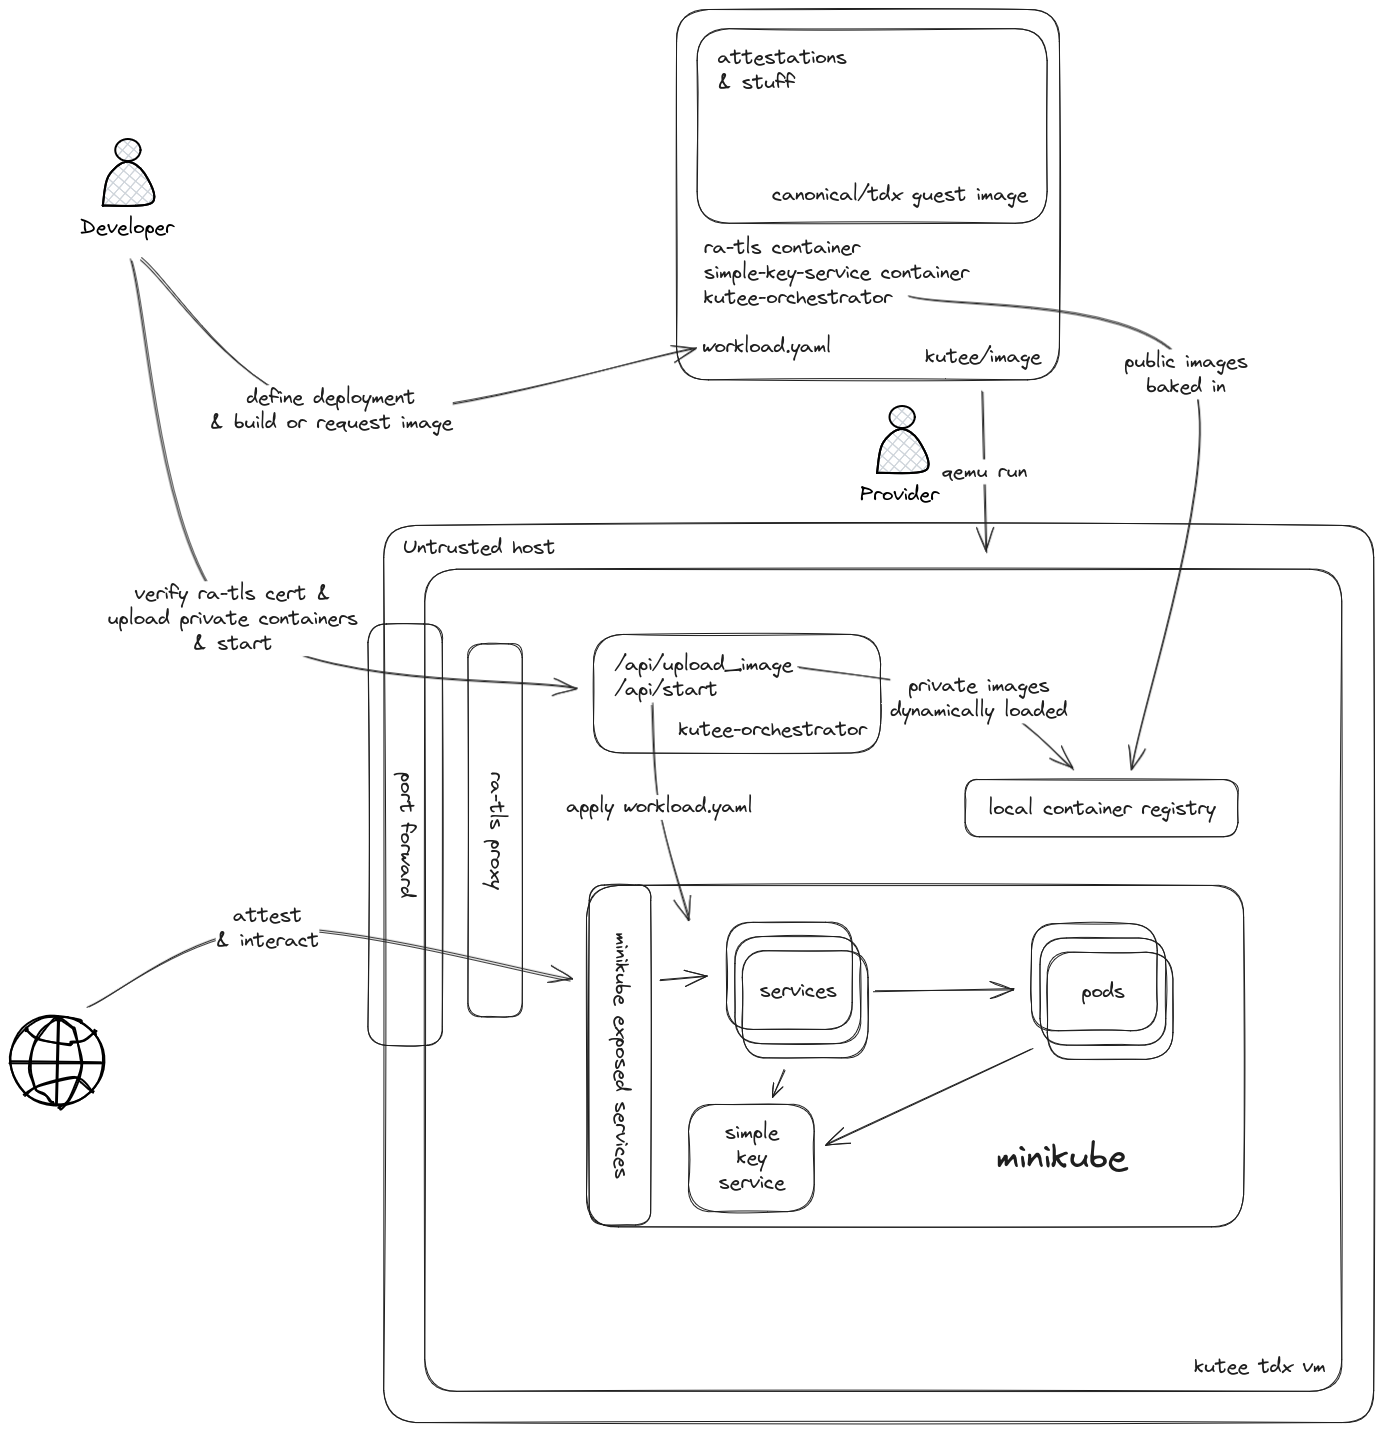 attestations
& stuff
canonical/tdx guest image
Developer
ra-tls container
simple-key-service container
kutee-orchestrator
workload.yaml
kutee/image
public images
baked in
define deployment
& build or request image
Provider
qemu run
Untrusted host
verify ra-tls cert &
upload private containers
& start
/api/upload_image
/api/start
kutee-orchestrator
private images
dynamically loaded
port forward
ra-tls proxy
apply workload.yaml
local container registry
attest
& interact
minikube exposed services
services
pods
simple
key
service
minikube
kutee tdx vm